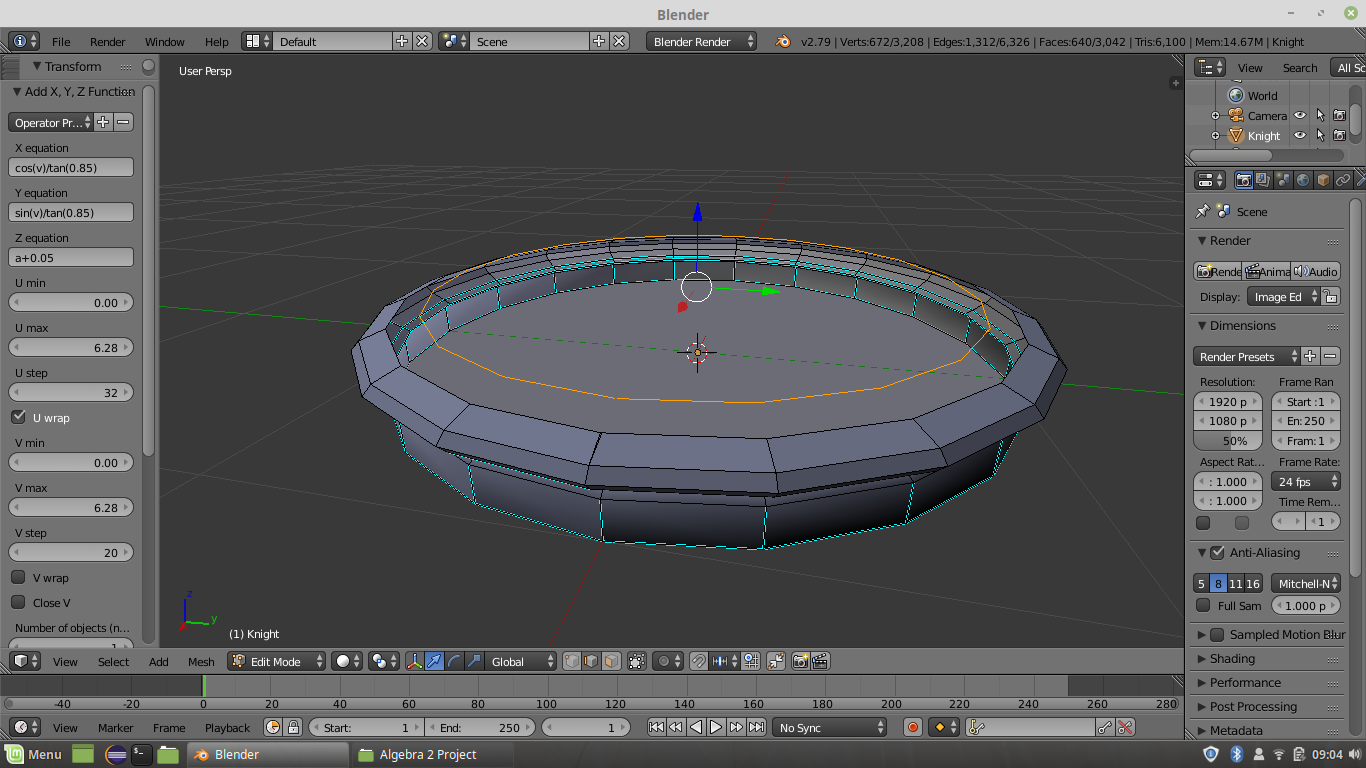 Blender
File Render Window Help Default Scene Blender Render v2.79 | Verts:672/3,208 | Edges:1,312/6,326 | Faces:640/3,042 | Tris:6,100 | Mem:14.67M | Knight
Transform
Add X, Y, Z Function
Operator Pr...
X equation
cos(v)/tan(0.85)
Y equation
sin(v)/tan(0.85)
Z equation
a+0.05
U min
0.00
U max
6.28
U step
32
U wrap
V min
0.00
V max
6.28
V step
20
V wrap
Close V
Number of objects (n...
1
User Persp
z
y
(1) Knight
View Select Add Mesh Edit Mode Global
-40 -20 0 20 40 60 80 100 120 140 160 180 200 220 240 260 280
View Marker Frame Playback Start: 1 End: 250 1 No Sync
View Search All Sc
World
Camera
Knight
Scene
Render
Rende Anima Audio
Display: Image Ed
Dimensions
Render Presets
Resolution: Frame Ran
1920 p Start :1
1080 p En: 250
50% Fram: 1
Aspect Rat... Frame Rate:
: 1.000 24 fps
: 1.000 Time Rem...
1
Anti-Aliasing
5 8 11 16 Mitchell-N
Full Sam 1.000 p
Sampled Motion Blur
Shading
Performance
Post Processing
Metadata
Menu Blender Algebra 2 Project 09:04